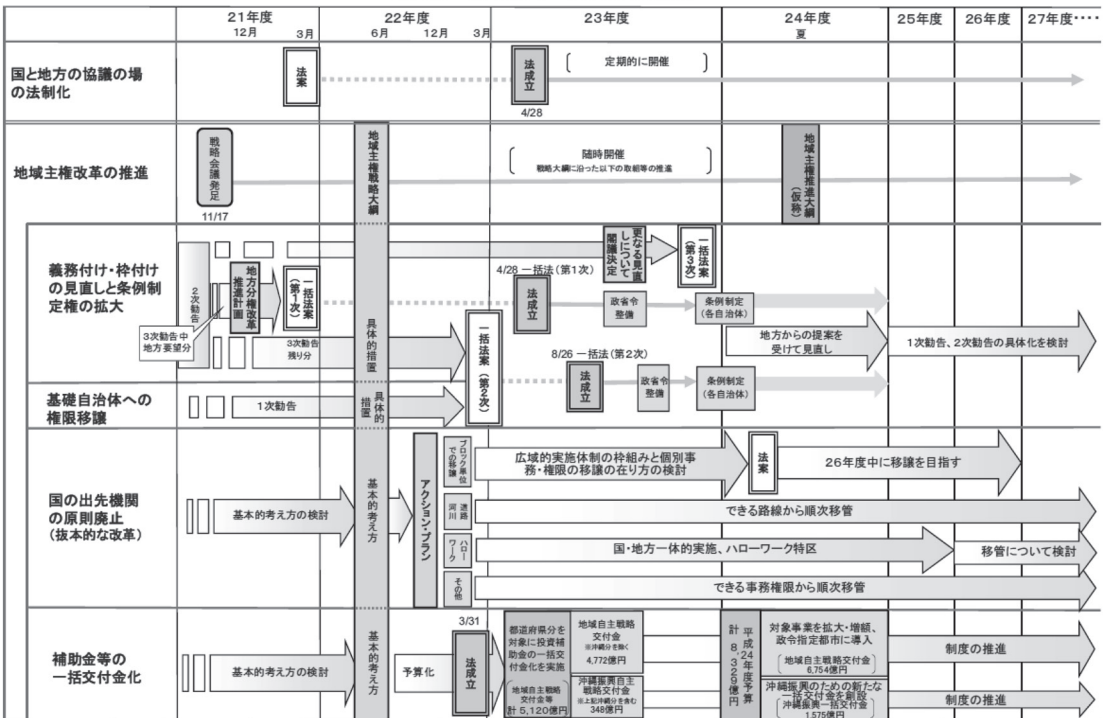 21年度
22年度
23年度
24年度
25年度
26年度
27年度‥‥
12月
3月
6月
12月
3月
夏
国と地方の協議の場
の法制化
法案
法成立
4/28
定期的に開催
地域主権改革の推進
戦略会議発足
11/17
地域主権戦略大綱
随時開催
戦略大綱に沿った以下の取組等の推進
地域主権推進大綱
(仮称)
義務付け・枠付け
の見直しと条例制
定権の拡大
2次勧告
3次勧告中
地方要望分
地方分権改革
推進計画
一括法案
(第1次)
3次勧告
残り分
具体的措置
一括法案(第2次)
4/28 一括法(第1次)
法成立
政省令
整備
条例制定
(各自治体)
更なる見直
しについて
閣議決定
一括法案
(第3次)
地方からの提案を
受けて見直し
1次勧告、2次勧告の具体化を検討
8/26 一括法(第2次)
法成立
政省令
整備
条例制定
(各自治体)
基礎自治体への
権限移譲
1次勧告
具体的
措置
国の出先機関
の原則廃止
(抜本的な改革)
基本的考え方の検討
基本的考え方
アクション・プラン
ブロック単位
での移譲
広域的実施体制の枠組みと個別事
務・権限の移譲の在り方の検討
法案
26年度中に移譲を目指す
道路
河川
できる路線から順次移管
ハロー
ワーク
国・地方一体的実施、ハローワーク特区
移管について検討
その他
できる事務権限から順次移管
補助金等の
一括交付金化
基本的考え方の検討
基本的考え方
予算化
3/31
法成立
都道府県分を
対象に投資補
助金の一括交
付金化を実施
地域自主戦略
交付金等
計 5,120億円
地域自主戦略
交付金
※沖縄分を除く
4,772億円
沖縄振興自主
戦略交付金
※上記沖縄分を含む
348億円
平成24年度予算
計8,329億円
対象事業を拡大・増額、
政令指定都市に導入
地域自主戦略交付金
6,754億円
沖縄振興のための新たな
一括交付金を創設
沖縄振興一括交付金
1,575億円
制度の推進
制度の推進